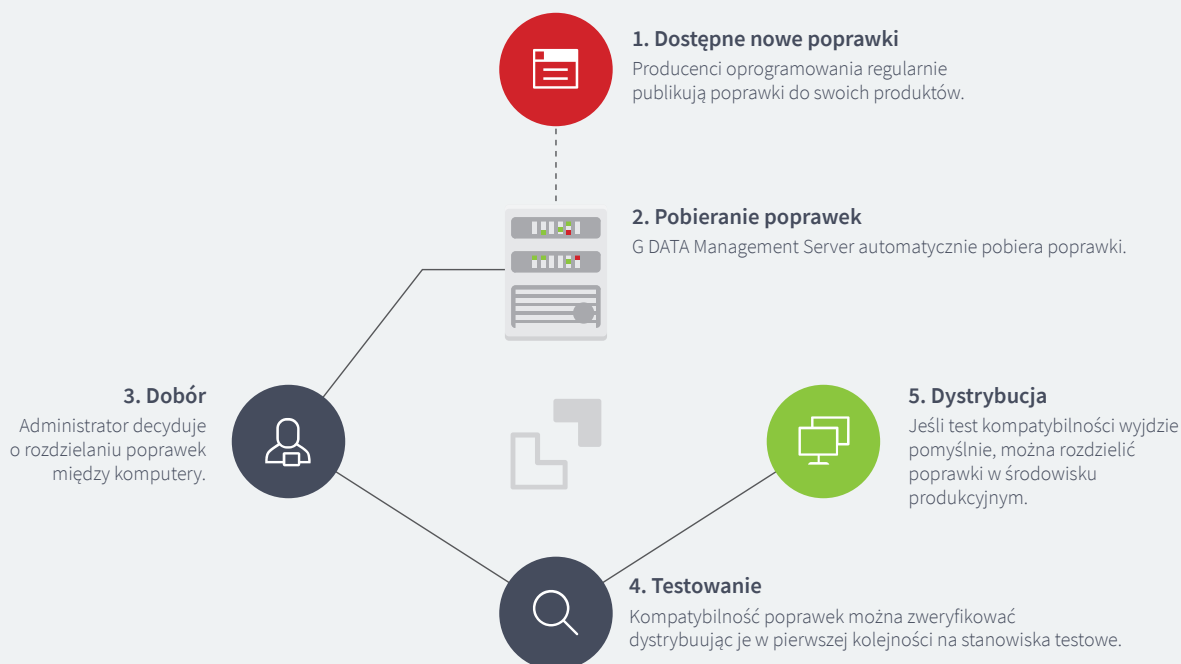 1. Dostępne nowe poprawki
Producenci oprogramowania regularnie
publikują poprawki do swoich produktów.
2. Pobieranie poprawek
G DATA Management Server automatycznie pobiera poprawki.
3. Dobór
Administrator decyduje
o rozdzielaniu poprawek
między komputery.
4. Testowanie
Kompatybilność poprawek można zweryfikować
dystrybuując je w pierwszej kolejności na stanowiska testowe.
5. Dystrybucja
Jeśli test kompatybilności wyjdzie
pomyślnie, można rozdzielić
poprawki w środowisku
produkcyjnym.